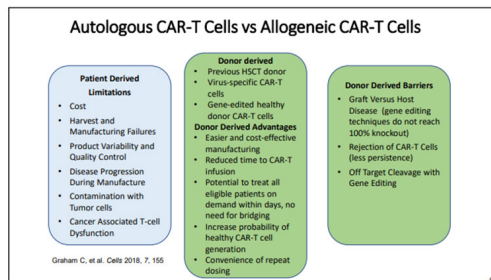 Autologous CAR-T Cells vs Allogeneic CAR-T Cells
Patient Derived
Limitations
• Cost
• Harvest and
Manufacturing Failures
• Product Variability and
Quality Control
• Disease Progression
During Manufacture
• Contamination with
Tumor cells
• Cancer Associated T-cell
Dysfunction
Donor derived
• Previous HSCT donor
• Virus-specific CAR-T
cells
• Gene-edited healthy
donor CAR-T cells
Donor Derived Advantages
• Easier and cost-effective
manufacturing
• Reduced time to CAR-T
infusion
• Potential to treat all
eligible patients on
demand within days, no
need for bridging
• Increase probability of
healthy CAR-T cell
generation
• Convenience of repeat
dosing
Donor Derived Barriers
• Graft Versus Host
Disease (gene editing
techniques do not reach
100% knockout)
• Rejection of CAR-T Cells
(less persistence)
• Off Target Cleavage with
Gene Editing
Graham C, et al. Cells 2018, 7, 155